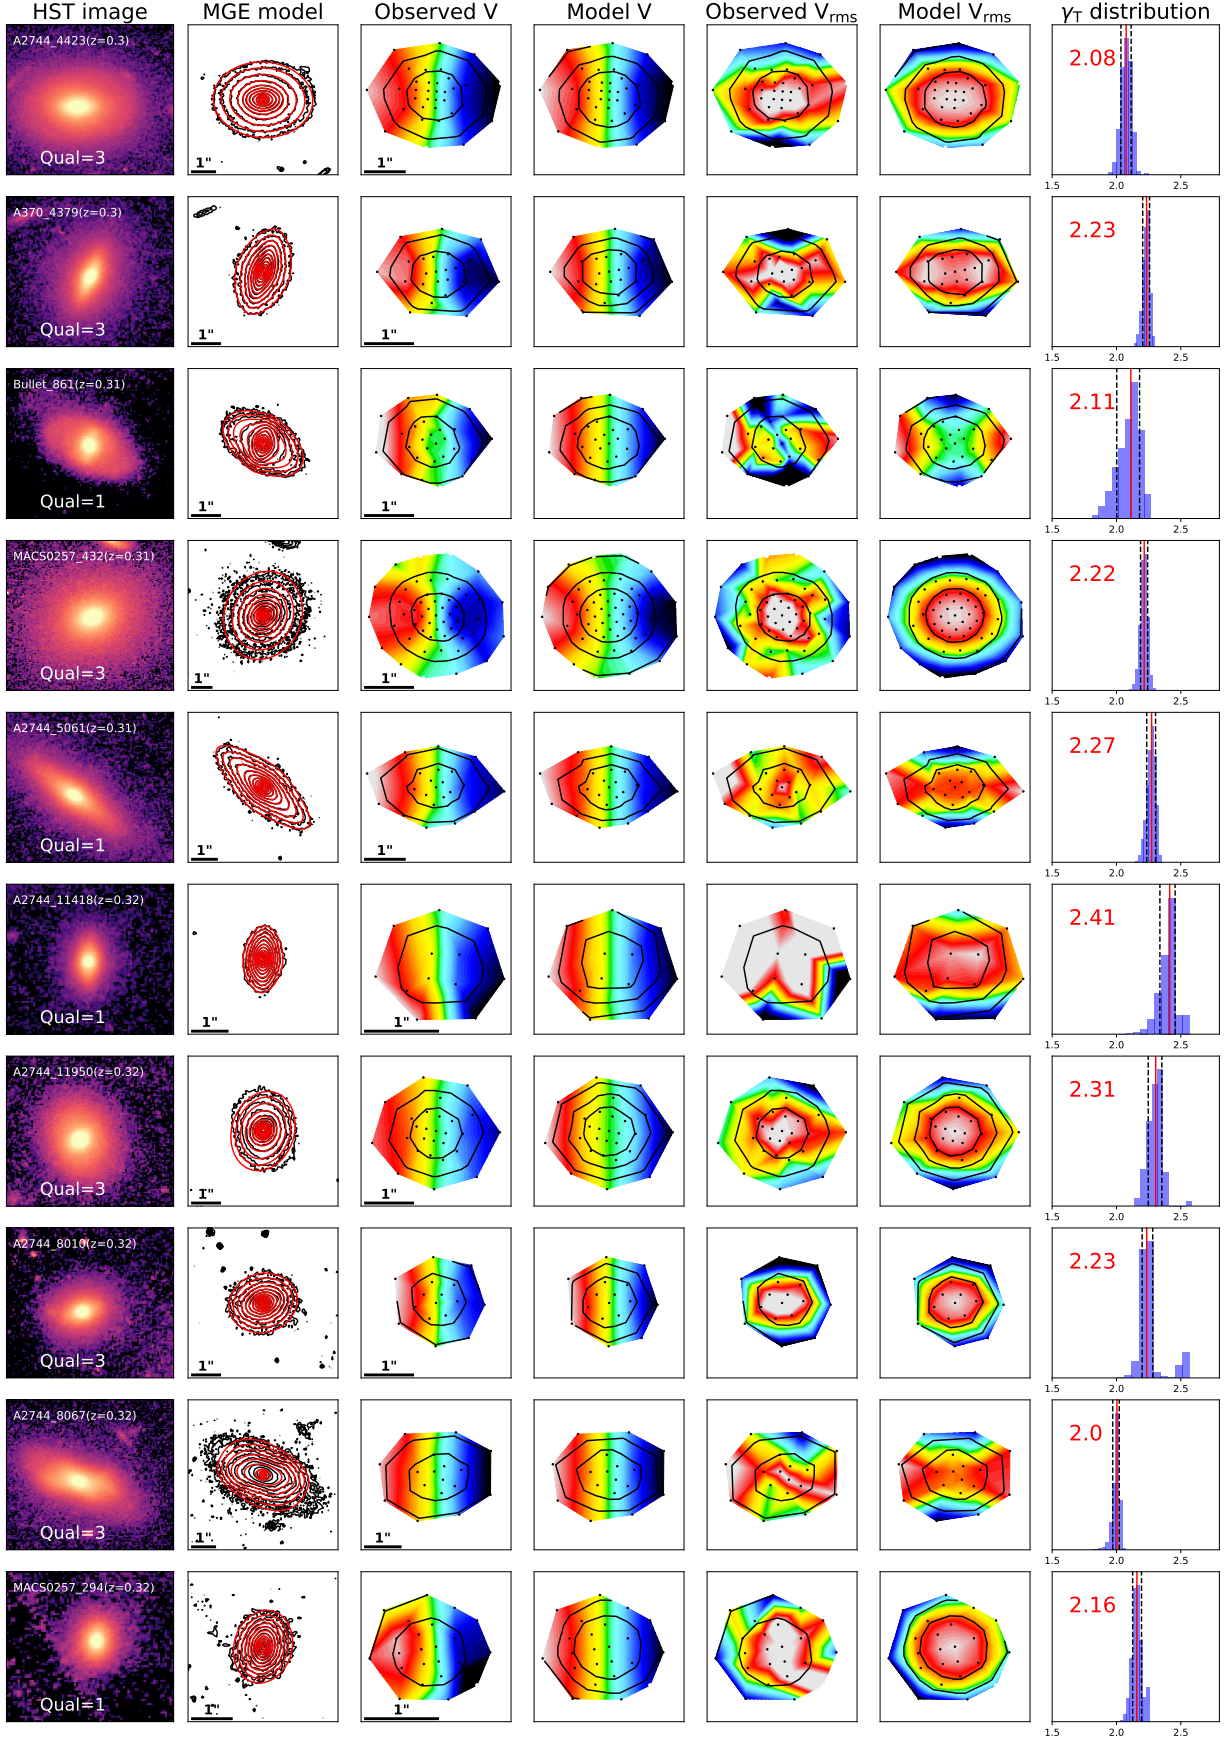 HST image MGE model Observed V Model V Observed Vrms Model Vrms γT distribution
A2744_4423(z=0.3)
2.08
Qual=3
1"
1.5 2.0 2.5
A370_4379(z=0.3)
2.23
Qual=3
1"
1.5 2.0 2.5
Bullet_861(z=0.31)
2.11
Qual=1
1"
1.5 2.0 2.5
MACS0257_432(z=0.31)
2.22
Qual=3
1" 1"
1.5 2.0 2.5
A2744_5061(z=0.31)
2.27
Qual=1
1" 1"
1.5 2.0 2.5
A2744_11418(z=0.32)
2.41
Qual=1
1" 1"
1.5 2.0 2.5
A2744_11950(z=0.32)
2.31
Qual=3
1" 1"
1.5 2.0 2.5
A2744_8010(z=0.32)
2.23
Qual=3
1" 1"
1.5 2.0 2.5
A2744_8067(z=0.32)
2.0
Qual=3
1" 1"
1.5 2.0 2.5
MACS0257_294(z=0.32)
2.16
Qual=1
1" 1"
1.5 2.0 2.5